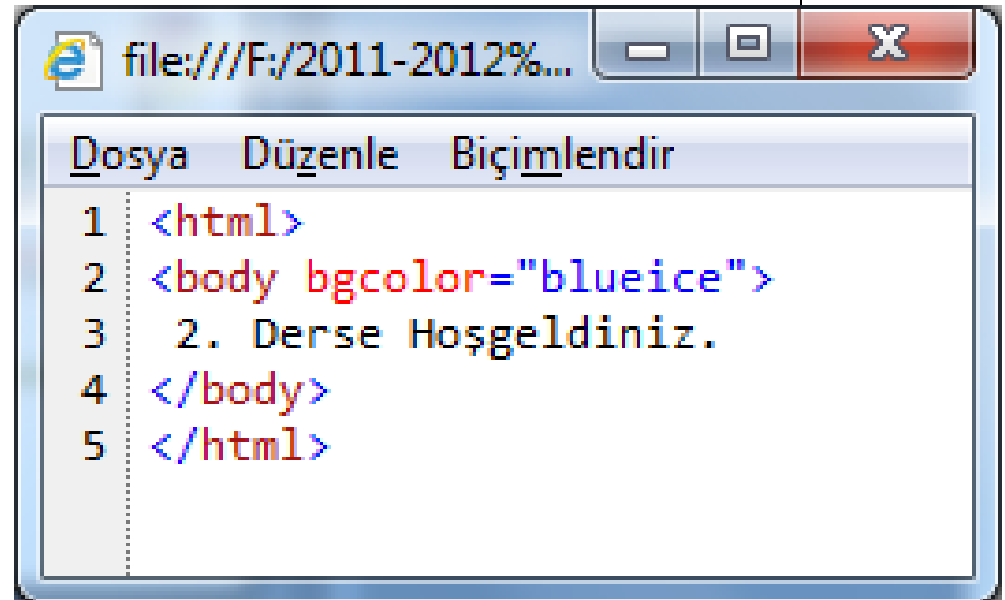 file:///F:/2011-2012%...
Dosya Düzenle Biçimlendir
1 <html>
2 <body bgcolor="blueice">
3 2. Derse Hoşgeldiniz.
4 </body>
5 </html>